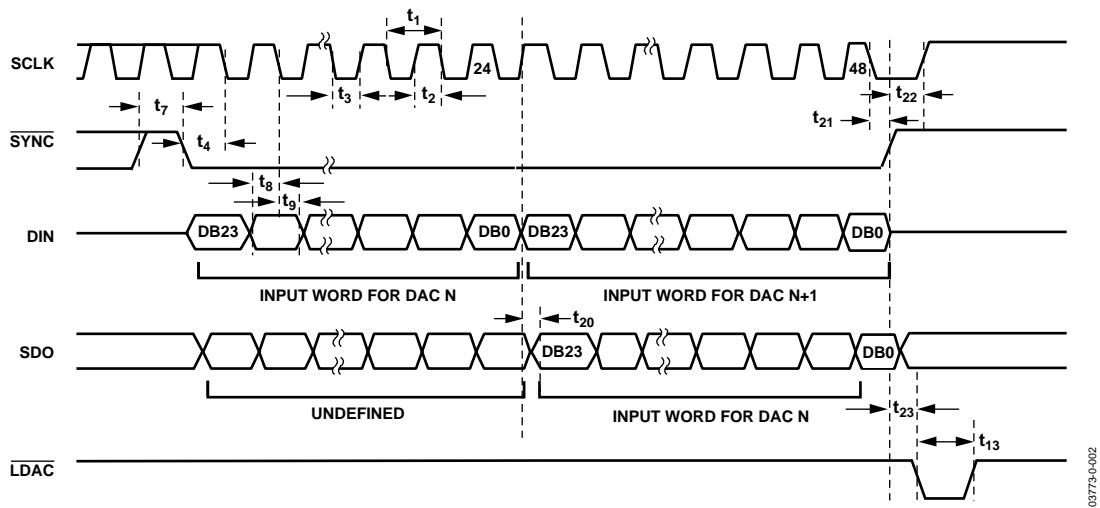 t1
SCLK
24
48
t3
t2
t22
t7
t21
SYNC
t4
t8
t9
DIN
DB23
DB0
DB23
DB0
INPUT WORD FOR DAC N
INPUT WORD FOR DAC N+1
t20
SDO
DB23
DB0
UNDEFINED
INPUT WORD FOR DAC N
t23
t13
LDAC
03773-0-002